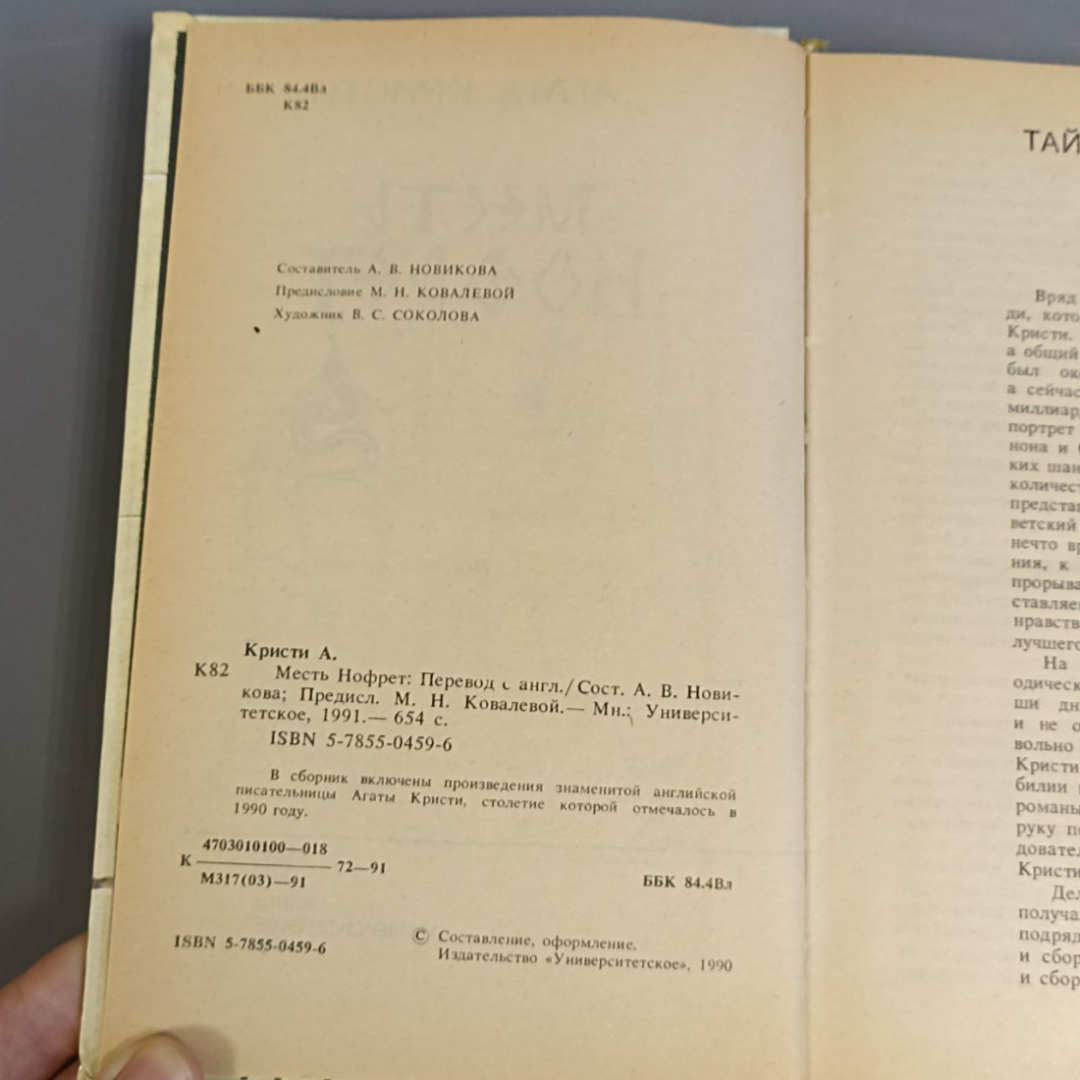 ББК 84.4Вл
К82
Составитель А. В. НОВИКОВА
Предисловие М. Н. КОВАЛЕВОЙ
Художник В. С. СОКОЛОВА
Кристи А.
К82 Месть Нофрет: Перевод с англ./Сост. А. В. Нови-
кова; Предисл. М. Н. Ковалевой.— Мн.: Универси-
тетское, 1991.— 654 с.
ISBN 5-7855-0459-6
В сборник включены произведения знаменитой английской
писательницы Агаты Кристи, столетие которой отмечалось в
1990 году.
4703010100—018
К 72—91
М317(03)—91
ББК 84.4Вл
ISBN 5-7855-0459-6
© Составление, оформление.
Издательство «Университетское», 1990
ТАЙ
Вряд
ди, кото
Кристи.
а общий
был ок
а сейчас
миллиар
портрет
нона и
ких шан
количест
представ
ветский
нечто вр
ния, к
прорыва
ставляе
нравств
лучшего
На
одическ
ши дн
и не о
вольно
Кристи
билии
романы
руку по
довател
Кристи
Дел
получа
подряд
и сбор
и сбор